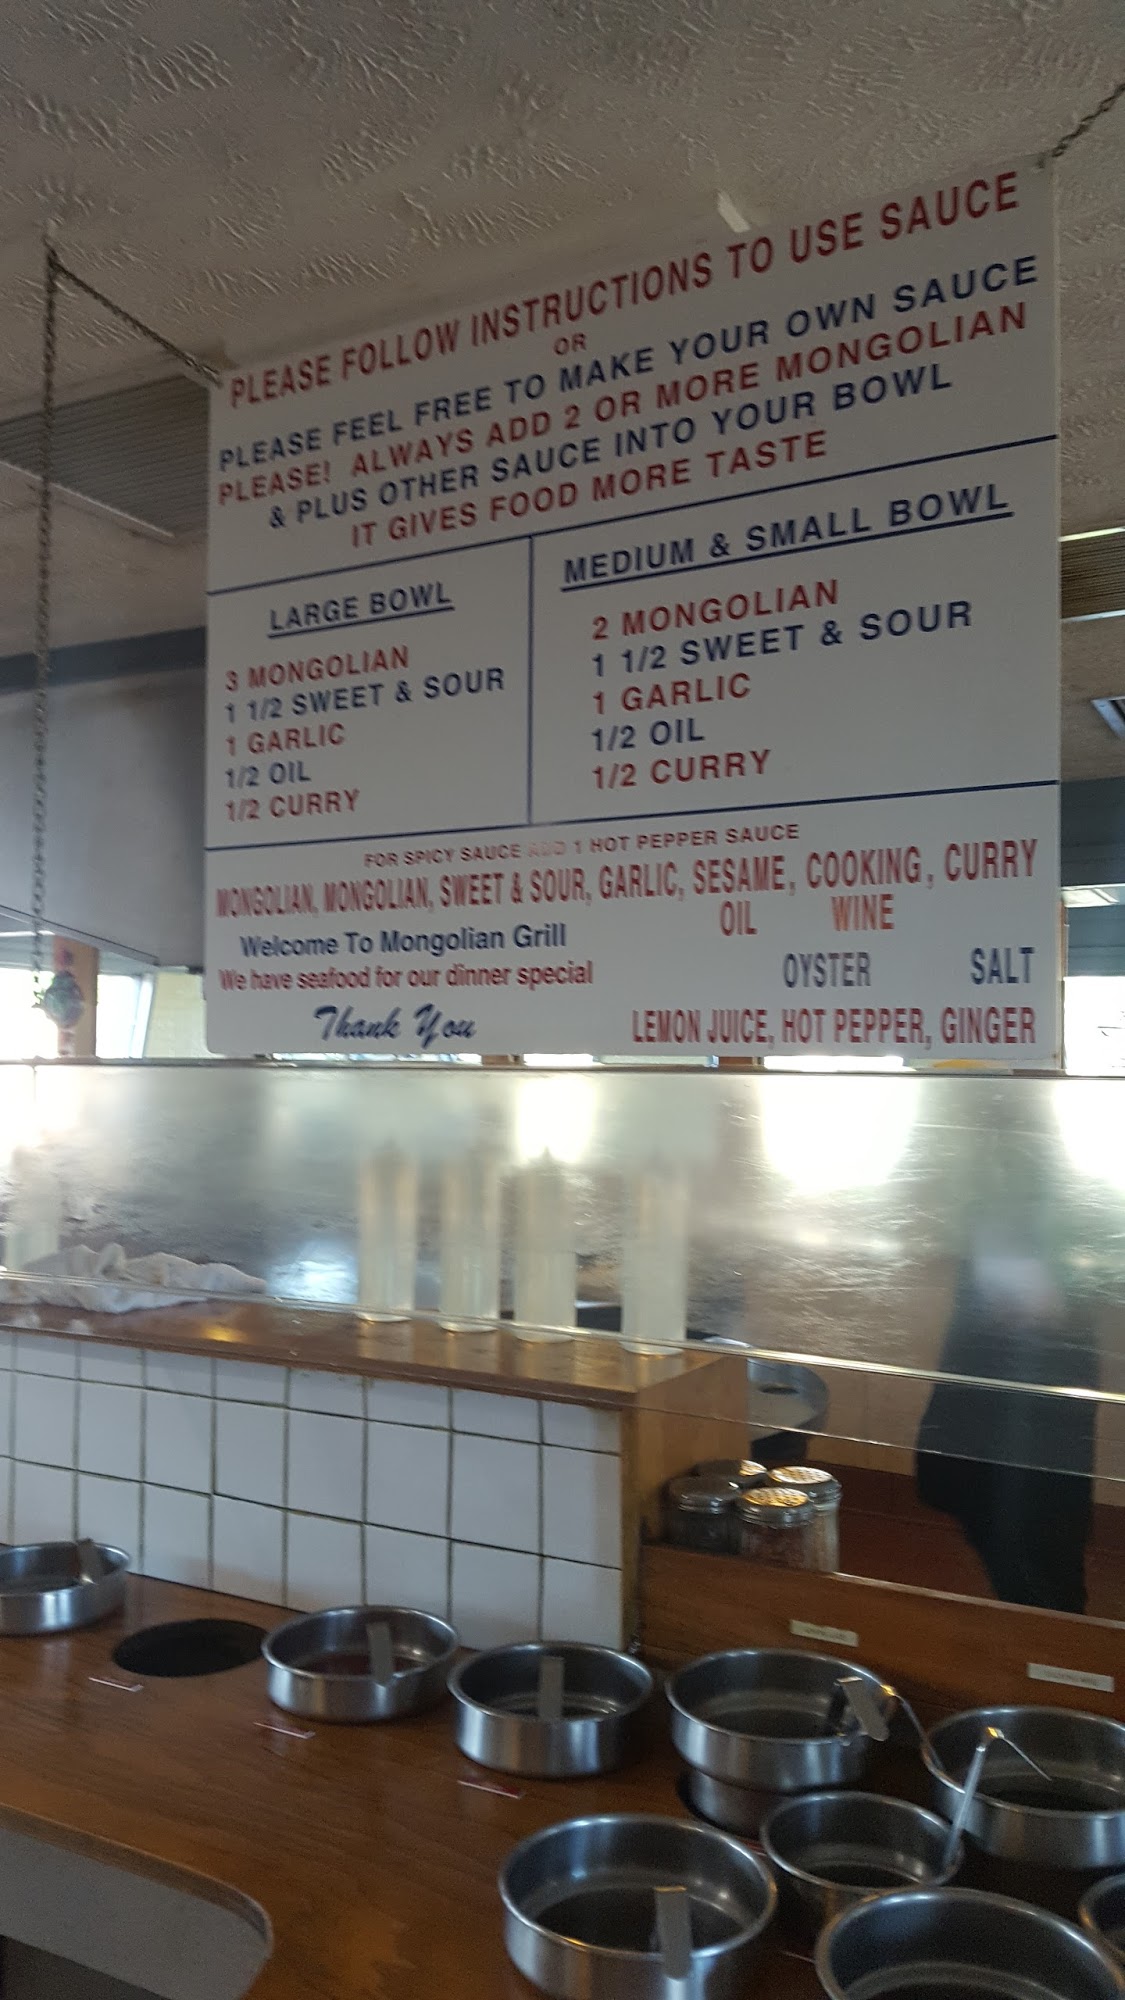 PLEASE FOLLOW INSTRUCTIONS TO USE SAUCE
OR
PLEASE FEEL FREE TO MAKE YOUR OWN SAUCE
PLEASE! ALWAYS ADD 2 OR MORE MONGOLIAN
& PLUS OTHER SAUCE INTO YOUR BOWL
IT GIVES FOOD MORE TASTE
LARGE BOWL
3 MONGOLIAN
1 1/2 SWEET & SOUR
1 GARLIC
1/2 OIL
1/2 CURRY
MEDIUM & SMALL BOWL
2 MONGOLIAN
1 1/2 SWEET & SOUR
1 GARLIC
1/2 OIL
1/2 CURRY
FOR SPICY SAUCE ADD 1 HOT PEPPER SAUCE
MONGOLIAN, MONGOLIAN, SWEET & SOUR, GARLIC, SESAME, COOKING, CURRY
OIL WINE
Welcome To Mongolian Grill
We have seafood for our dinner special
Thank You
OYSTER SALT
LEMON JUICE, HOT PEPPER, GINGER